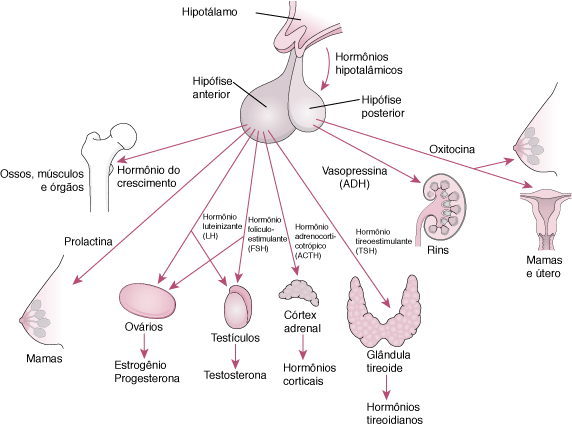 Hipotálamo
Hormônios
hipotalâmicos
Hipófise
anterior
Hipófise
posterior
Oxitocina
Vasopressina
(ADH)
Ossos, músculos
e órgãos
Hormônio do
crescimento
Rins
Mamas
e útero
Prolactina
Hormônio
luteinizante
(LH)
Hormônio
folículo-
estimulante
(FSH)
Hormônio
adrenocorti-
cotrópico
(ACTH)
Hormônio
tireoestimulante
(TSH)
Mamas
Ovários
Testículos
Córtex
adrenal
Glândula
tireoide
Estrogênio
Progesterona
Testosterona
Hormônios
corticais
Hormônios
tireoidianos